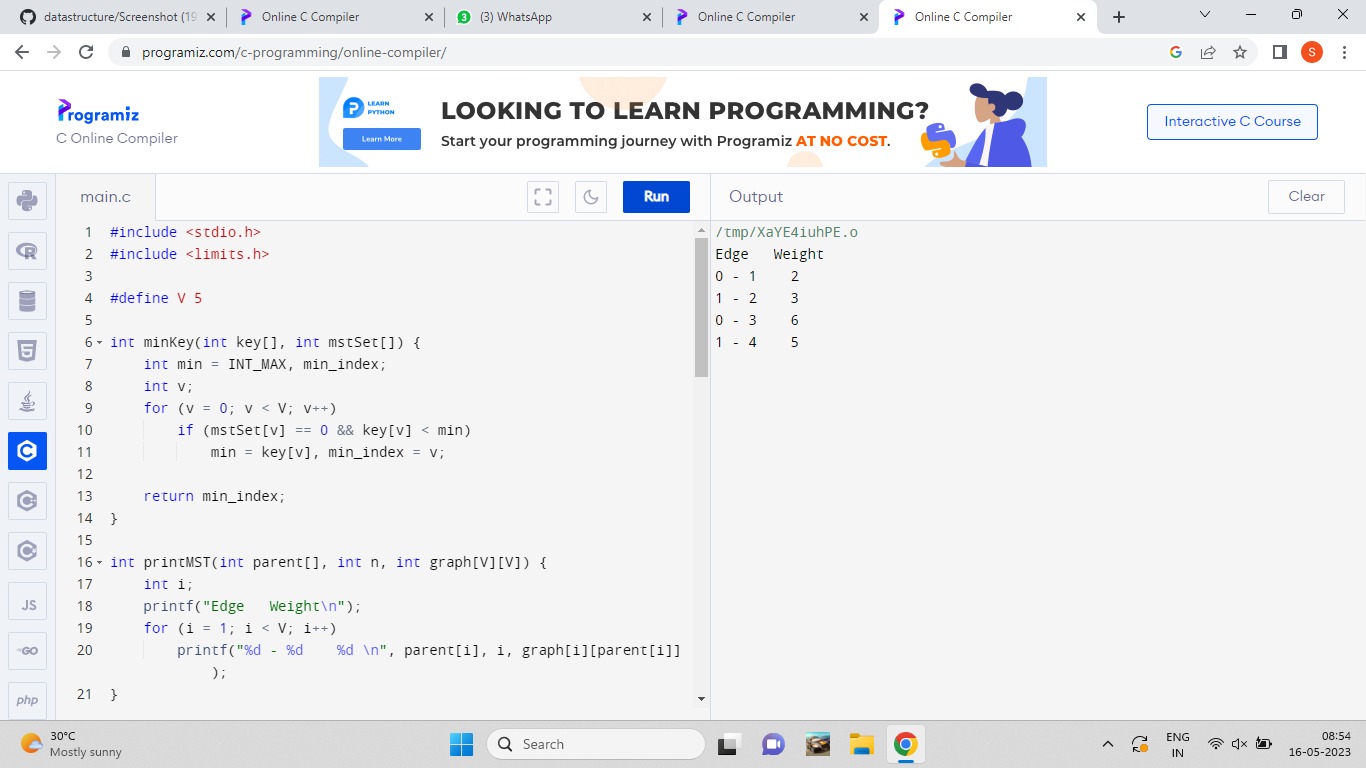 datastructure/Screenshot (19
Online C Compiler
(3) WhatsApp
Online C Compiler
Online C Compiler
programiz.com/c-programming/online-compiler/
S
Programiz
C Online Compiler
LEARN
PYTHON
Learn More
LOOKING TO LEARN PROGRAMMING?
Start your programming journey with Programiz AT NO COST.
Interactive C Course
main.c
Run
Output
Clear
1 #include <stdio.h>
2 #include <limits.h>
3
4 #define V 5
5
6 int minKey(int key[], int mstSet[]) {
7     int min = INT_MAX, min_index;
8     int v;
9     for (v = 0; v < V; v++)
10         if (mstSet[v] == 0 && key[v] < min)
11             min = key[v], min_index = v;
12
13     return min_index;
14 }
15
16 int printMST(int parent[], int n, int graph[V][V]) {
17     int i;
18     printf("Edge   Weight\n");
19     for (i = 1; i < V; i++)
20         printf("%d - %d    %d \n", parent[i], i, graph[i][parent[i]]
            );
21 }
/tmp/XaYE4iuhPE.o
Edge   Weight
0 - 1    2
1 - 2    3
0 - 3    6
1 - 4    5
JS
GO
php
30°C
Mostly sunny
Search
ENG
IN
08:54
16-05-2023